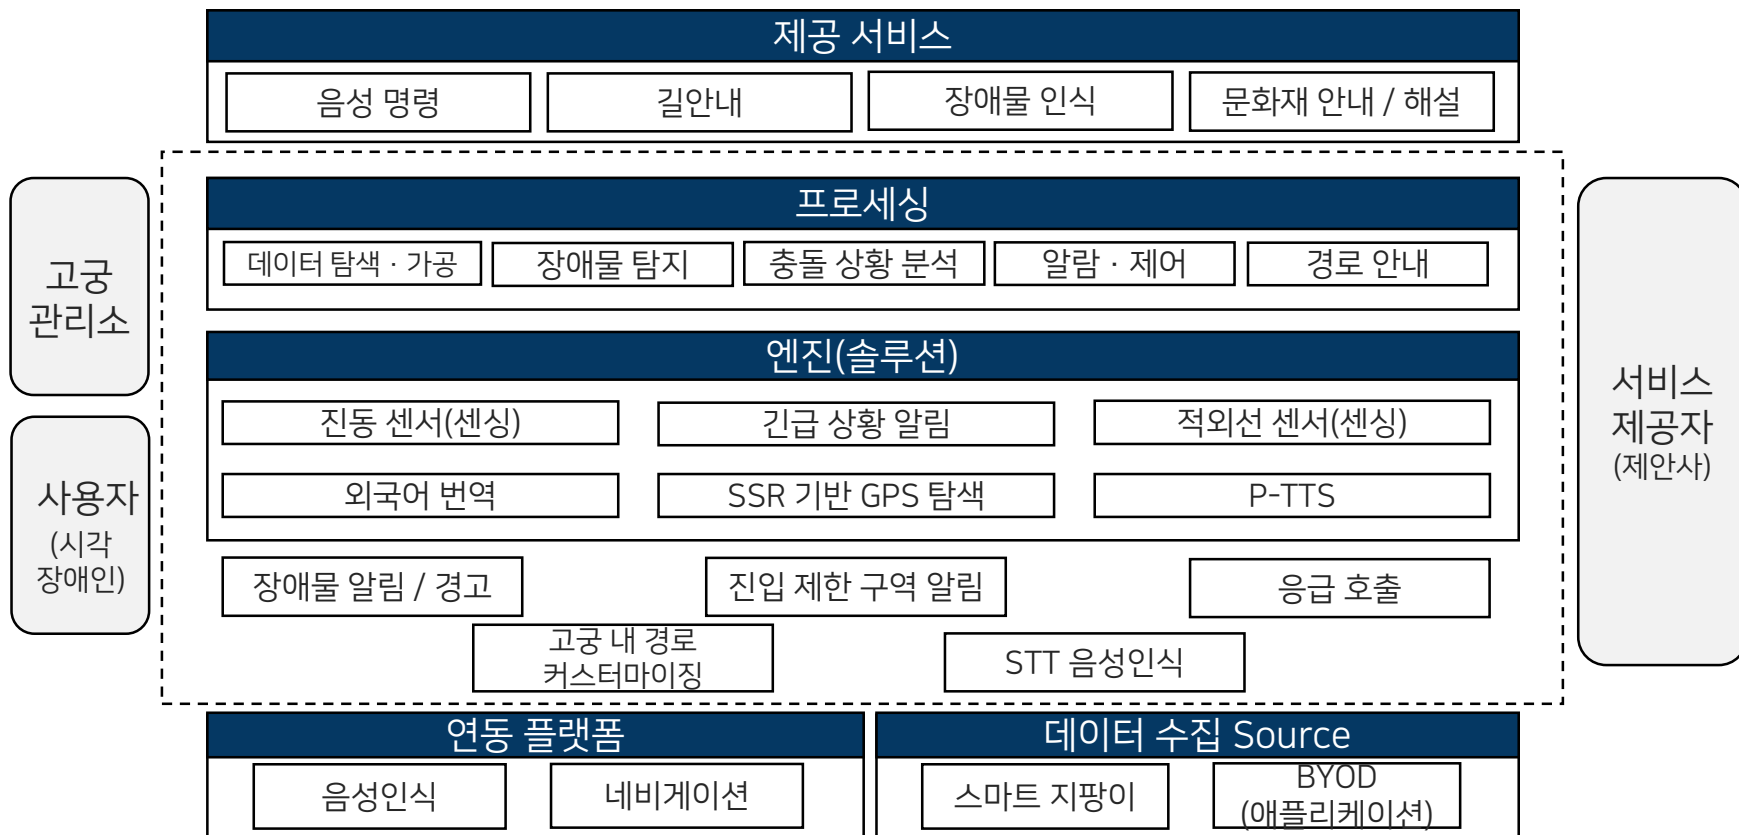 제공 서비스
음성 명령
길안내
장애물 인식
문화재 안내 / 해설
고궁
관리소
사용자
(시각
장애인)
프로세싱
데이터 탐색 · 가공
장애물 탐지
충돌 상황 분석
알람 · 제어
경로 안내
엔진(솔루션)
진동 센서(센싱)
긴급 상황 알림
적외선 센서(센싱)
외국어 번역
SSR 기반 GPS 탐색
P-TTS
장애물 알림 / 경고
진입 제한 구역 알림
응급 호출
고궁 내 경로
커스터마이징
STT 음성인식
서비스
제공자
(제안사)
연동 플랫폼
음성인식
네비게이션
데이터 수집 Source
스마트 지팡이
BYOD
(애플리케이션)